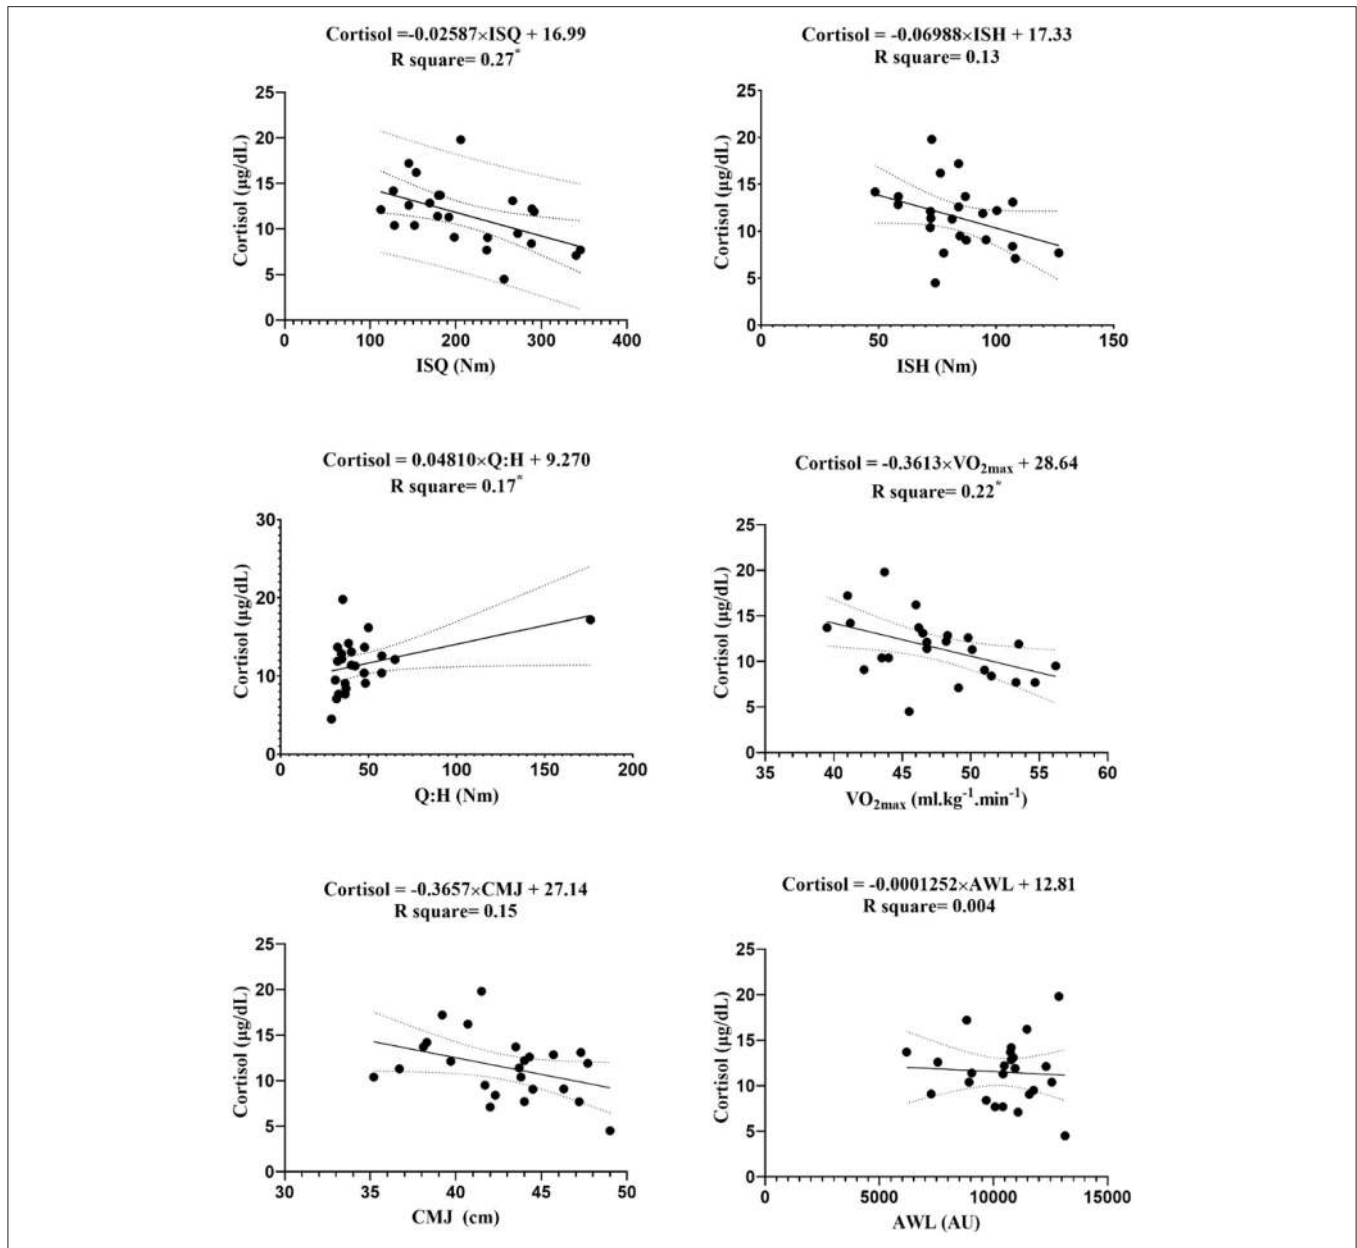 Cortisol =-0.02587×ISQ + 16.99
R square= 0.27*
25
20
15
10
5
0
Cortisol (µg/dL)
0 100 200 300 400
ISQ (Nm)
Cortisol = -0.06988×ISH + 17.33
R square= 0.13
25
20
15
10
5
0
Cortisol (µg/dL)
0 50 100 150
ISH (Nm)
Cortisol = 0.04810×Q:H + 9.270
R square= 0.17*
30
20
10
0
Cortisol (µg/dL)
0 50 100 150 200
Q:H (Nm)
Cortisol = -0.3613×VO2max + 28.64
R square= 0.22*
25
20
15
10
5
0
Cortisol (µg/dL)
35 40 45 50 55 60
VO2max (ml.kg-1.min-1)
Cortisol = -0.3657×CMJ + 27.14
R square= 0.15
25
20
15
10
5
0
Cortisol (µg/dL)
30 35 40 45 50
CMJ (cm)
Cortisol = -0.0001252×AWL + 12.81
R square= 0.004
25
20
15
10
5
0
Cortisol (µg/dL)
0 5000 10000 15000
AWL (AU)